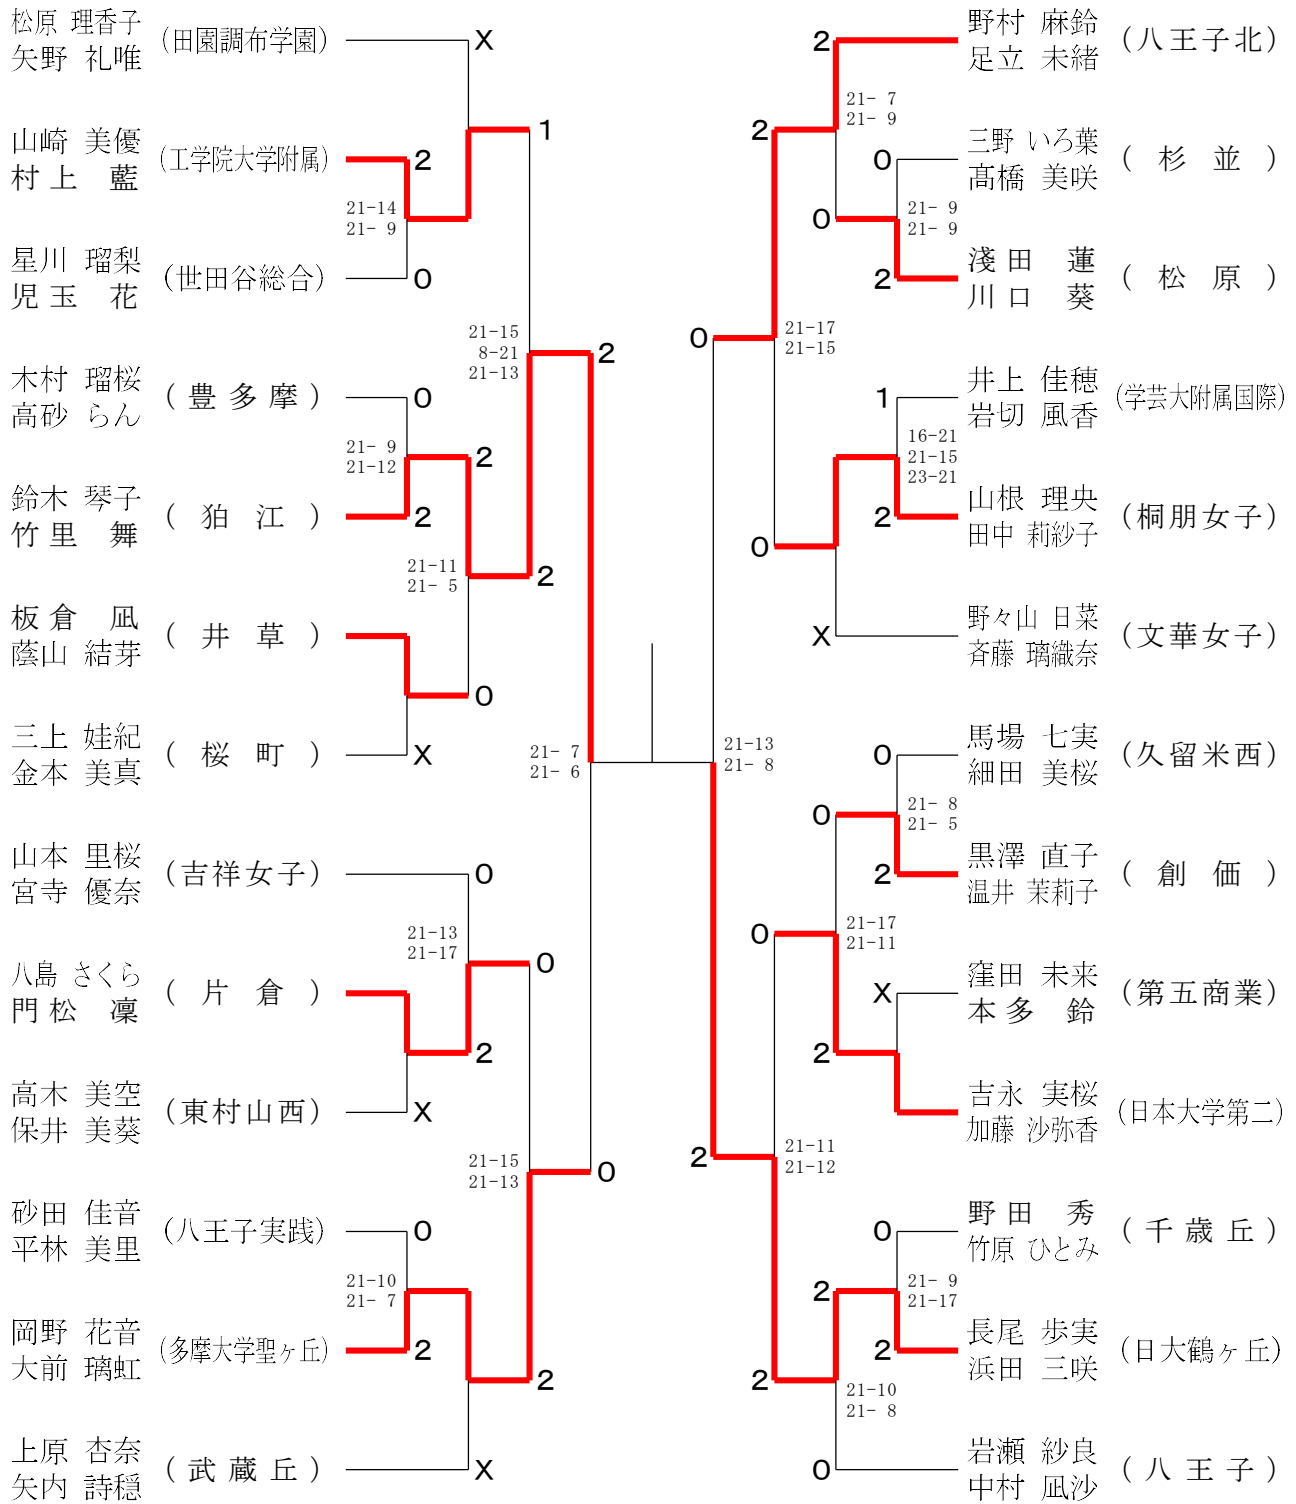 松原 理香子
矢野 礼唯
(田園調布学園)
X
山崎 美優
村上 藍
(工学院大学附属)
2
1
21-14
21- 9
星川 瑠梨
児玉 花
(世田谷総合)
0
21-15
8-21
21-13
2
木村 瑠桜
高砂 らん
(豊多摩)
0
21- 9
21-12
2
鈴木 琴子
竹里 舞
(狛江)
2
21-11
21- 5
2
板倉 凪
蔭山 結芽
(井草)
0
三上 娃紀
金本 美真
(桜町)
X
21- 7
21- 6
山本 里桜
宮寺 優奈
(吉祥女子)
0
21-13
21-17
0
八島 さくら
門松 凜
(片倉)
2
高木 美空
保井 美葵
(東村山西)
X
21-15
21-13
0
砂田 佳音
平林 美里
(八王子実践)
0
21-10
21- 7
岡野 花音
大前 璃虹
(多摩大学聖ヶ丘)
2
2
上原 杏奈
矢内 詩穏
(武蔵丘)
X
2
野村 麻鈴
足立 未緒
(八王子北)
21- 7
21- 9
2
0
三野 いろ葉
髙橋 美咲
(杉並)
0
21- 9
21- 9
2
淺田 蓮
川口 葵
(松原)
0
21-17
21-15
1
井上 佳穂
岩切 風香
(学芸大附属国際)
16-21
21-15
23-21
2
山根 理央
田中 莉紗子
(桐朋女子)
0
X
野々山 日菜
斉藤 璃織奈
(文華女子)
21-13
21- 8
0
馬場 七実
細田 美桜
(久留米西)
0
21- 8
21- 5
2
黒澤 直子
温井 茉莉子
(創価)
0
21-17
21-11
X
窪田 未来
本多 鈴
(第五商業)
2
吉永 実桜
加藤 沙弥香
(日本大学第二)
2
21-11
21-12
0
野田 秀
竹原 ひとみ
(千歳丘)
2
21- 9
21-17
2
長尾 歩実
浜田 三咲
(日大鶴ヶ丘)
2
21-10
21- 8
0
岩瀬 紗良
中村 凪沙
(八王子)